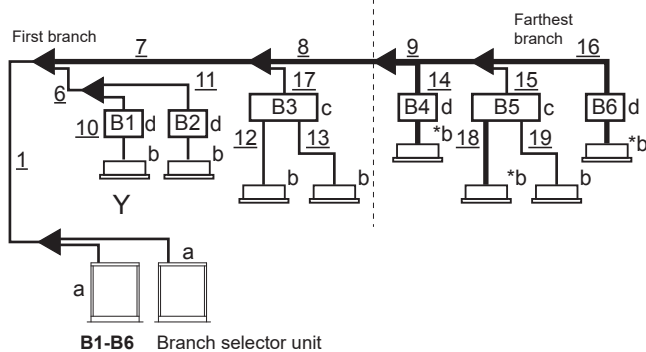 First branch
7
8
9
Farthest
branch
16
6
11
17
14
15
10
B1
d
B2
d
B3
c
B4
d
B5
c
B6
d
12
13
*b
18
19
*b
1
b
b
b
b
*b
b
Y
a
a
B1-B6 Branch selector unit